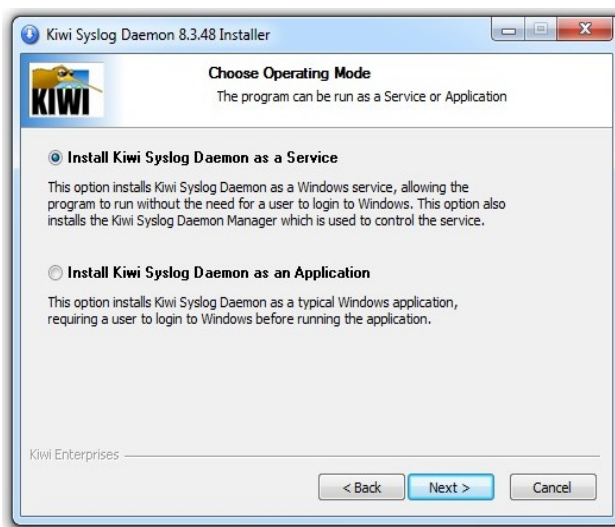 Kiwi Syslog Daemon 8.3.48 Installer
KIWI
Choose Operating Mode
The program can be run as a Service or Application
Install Kiwi Syslog Daemon as a Service
This option installs Kiwi Syslog Daemon as a Windows service, allowing the
program to run without the need for a user to login to Windows. This option also
installs the Kiwi Syslog Daemon Manager which is used to control the service.
Install Kiwi Syslog Daemon as an Application
This option installs Kiwi Syslog Daemon as a typical Windows application,
requiring a user to login to Windows before running the application.
Kiwi Enterprises
< Back Next > Cancel